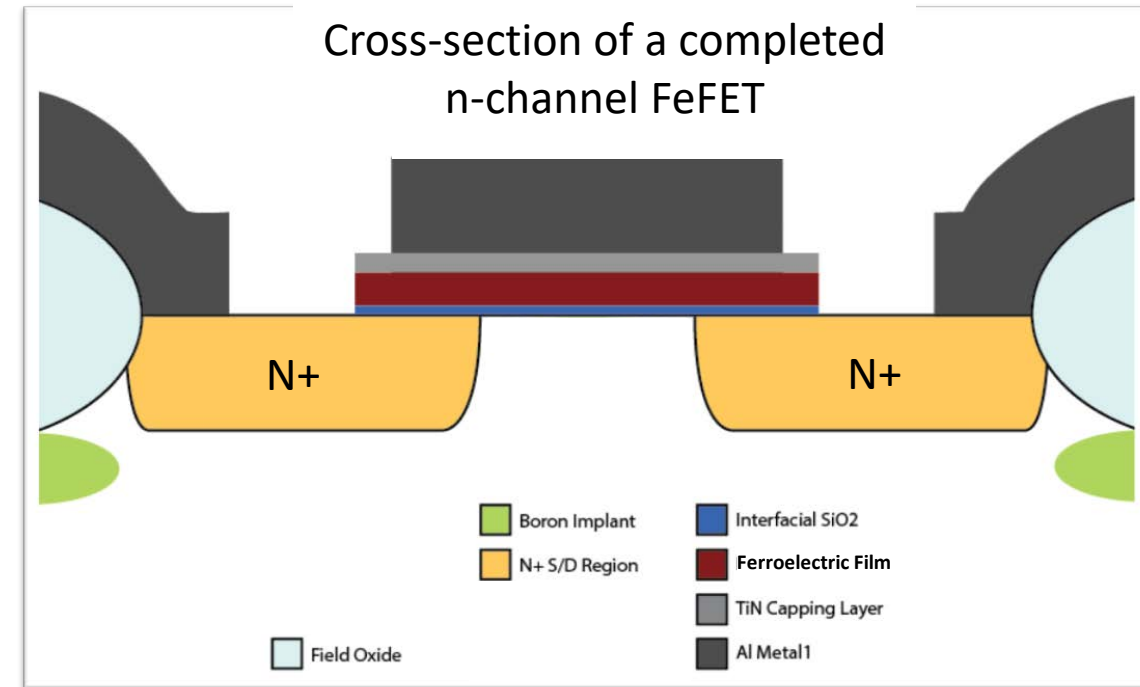 Cross-section of a completed
n-channel FeFET
N+
N+
Boron Implant
Interfacial SiO2
N+ S/D Region
Ferroelectric Film
TiN Capping Layer
Field Oxide
Al Metal1